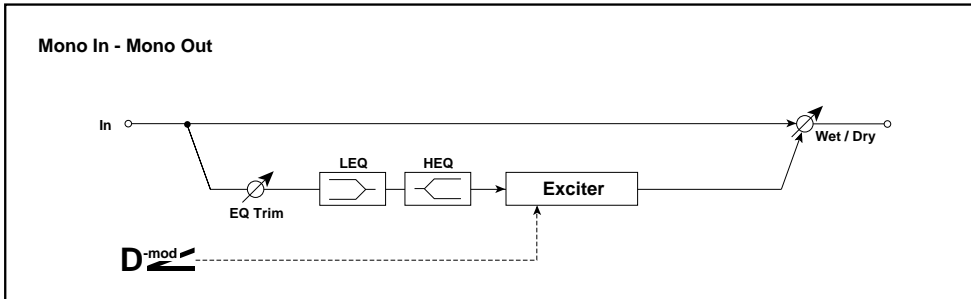 Mono In - Mono Out
In
Wet / Dry
LEQ
HEQ
Exciter
EQ Trim
D-mod